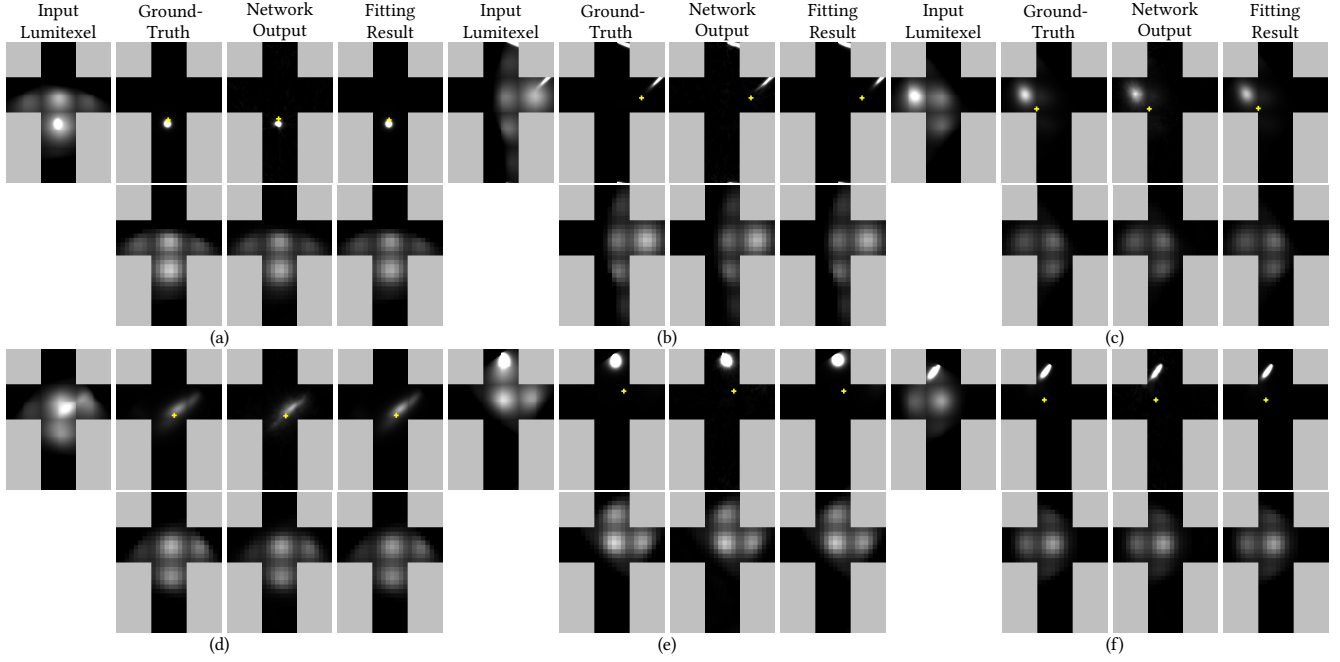 Input Ground- Network Fitting Input Ground- Network Fitting Input Ground- Network Fitting
Lumitexel Truth Output Result Lumitexel Truth Output Result Lumitexel Truth Output Result
(a) (b) (c)
(d) (e) (f)